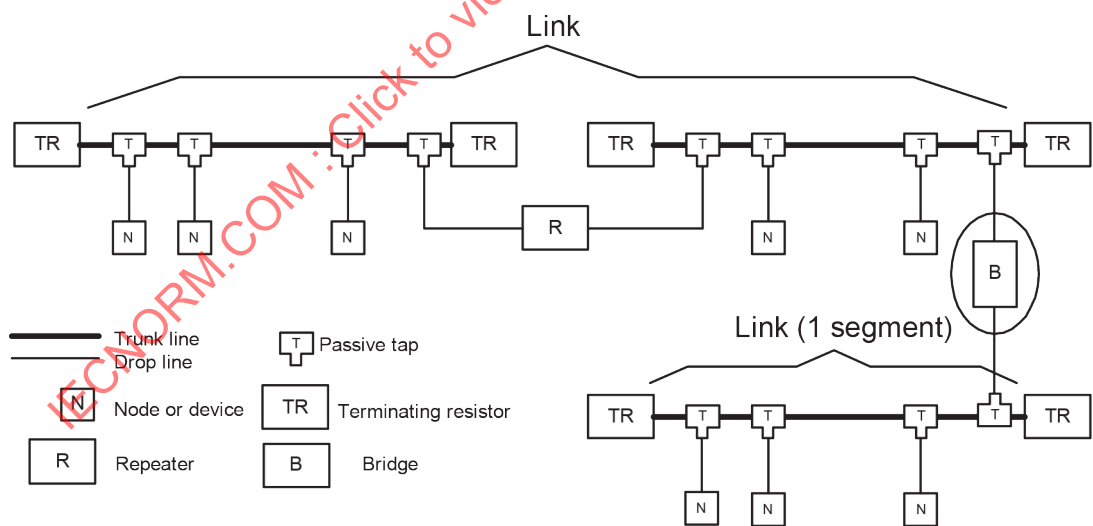 Link
TR T T T T TR TR T T T T TR
N N N R N N
B
Link (1 segment)
Trunk line
Drop line
T Passive tap
N Node or device
TR Terminating resistor
R Repeater
B Bridge
TR T T T T TR
N N N
IECNORM.COM : Click to vie